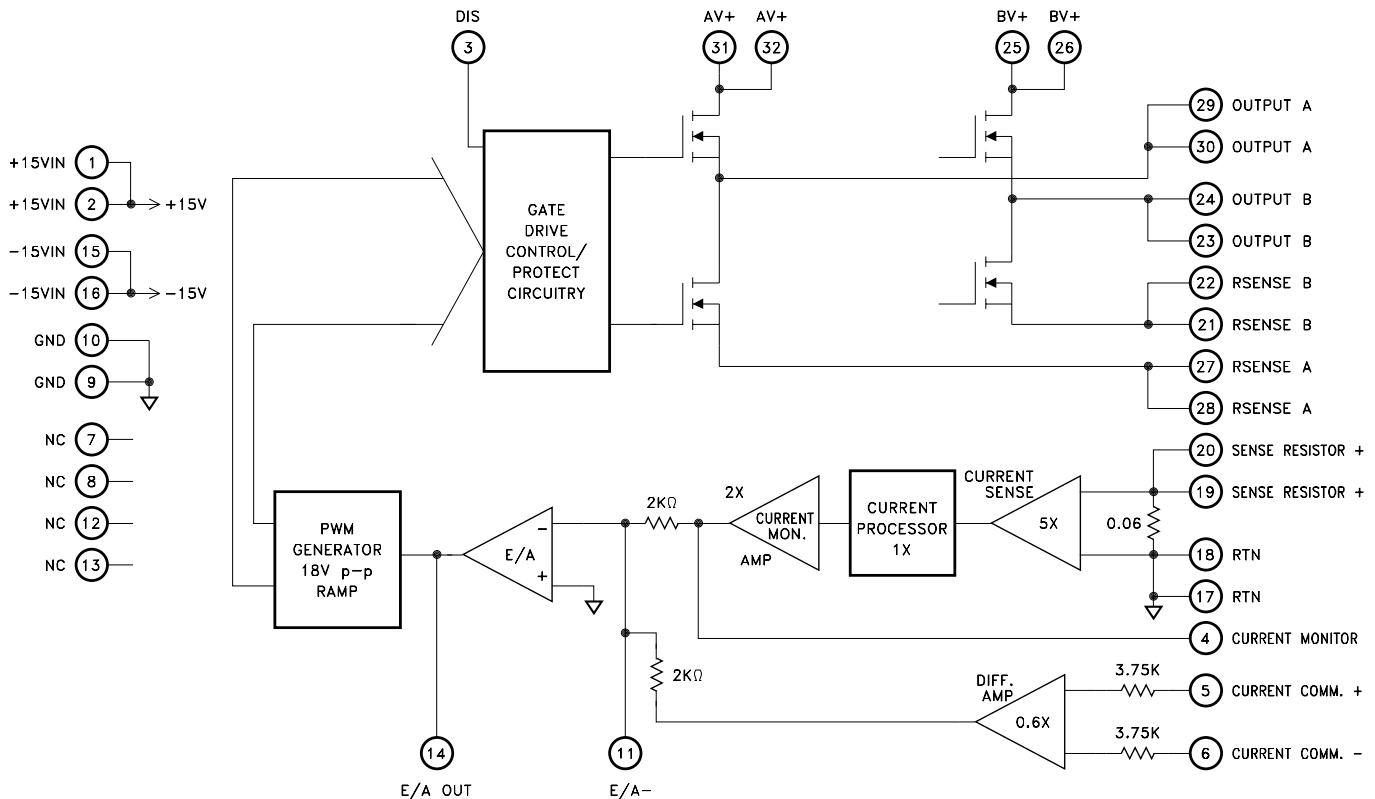 DIS
AV+ AV+
BV+ BV+
3
31 32
25 26
29 OUTPUT A
30 OUTPUT A
24 OUTPUT B
23 OUTPUT B
22 RSENSE B
21 RSENSE B
27 RSENSE A
28 RSENSE A
+15VIN 1
+15VIN 2 +15V
-15VIN 15
-15VIN 16 -15V
GND 10
GND 9
NC 7
NC 8
NC 12
NC 13
GATE
DRIVE
CONTROL/
PROTECT
CIRCUITRY
PWM
GENERATOR
18V p-p
RAMP
E/A
-
+
2KΩ
2X
CURRENT
MON.
AMP
CURRENT
PROCESSOR
1X
CURRENT
SENSE
5X
0.06
20 SENSE RESISTOR +
19 SENSE RESISTOR +
18 RTN
17 RTN
4 CURRENT MONITOR
2KΩ
DIFF.
AMP
0.6X
3.75K
5 CURRENT COMM. +
3.75K
6 CURRENT COMM. -
14
E/A OUT
11
E/A-